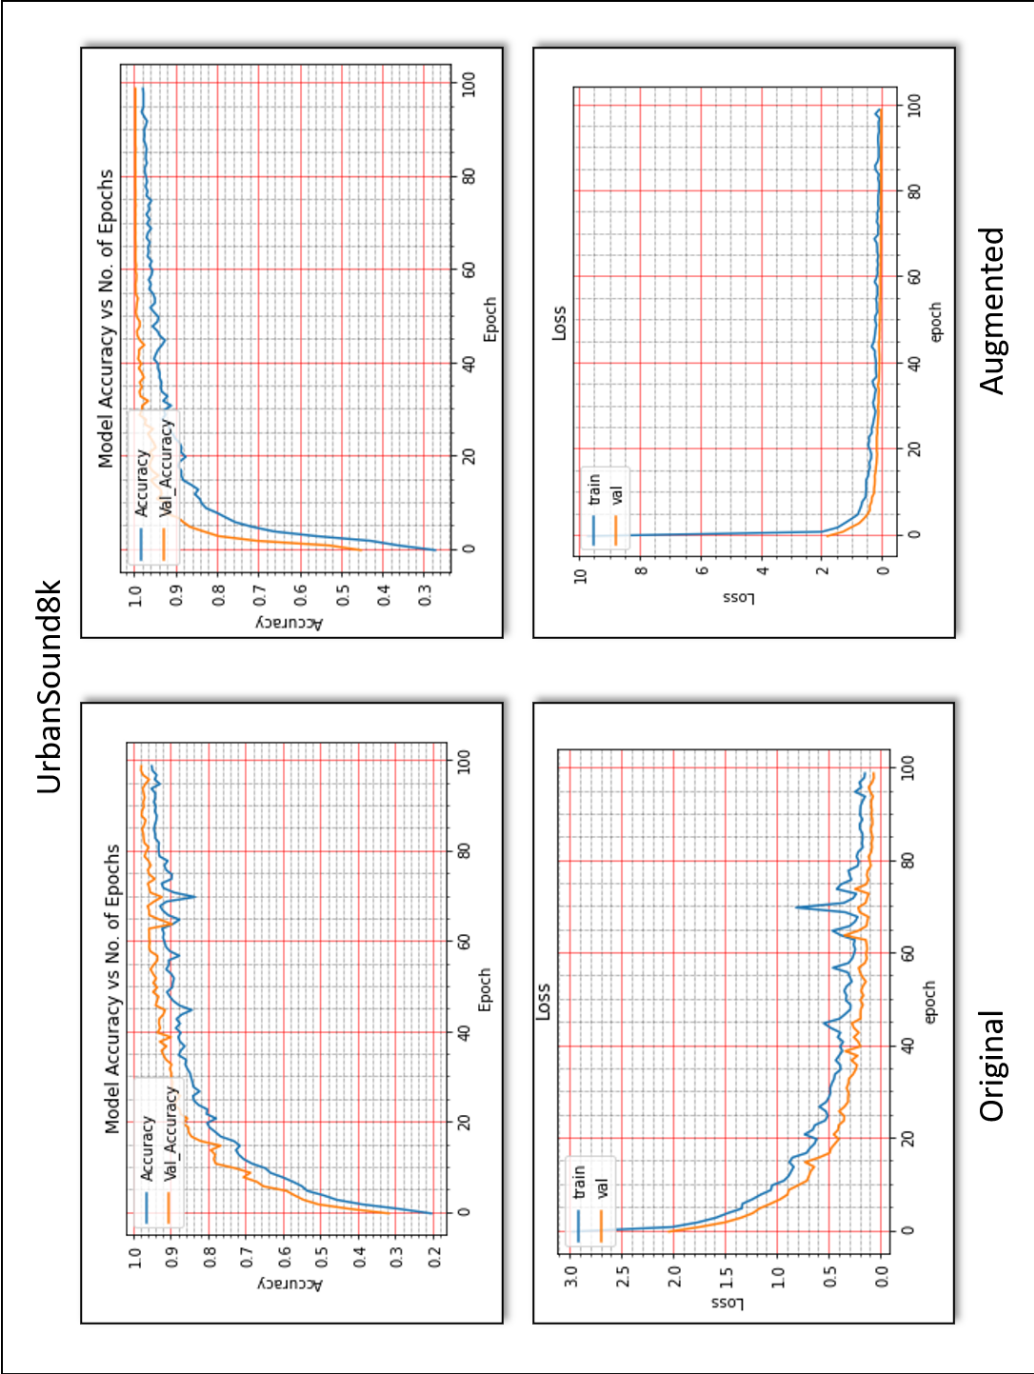 UrbanSound8k
Model Accuracy vs No. of Epochs
Accuracy
Val_Accuracy
1.0
0.9
0.8
0.7
0.6
0.5
0.4
0.3
0.2
Accuracy
0 20 40 60 80 100
Epoch
Model Accuracy vs No. of Epochs
Accuracy
Val_Accuracy
1.0
0.9
0.8
0.7
0.6
0.5
0.4
0.3
Accuracy
0 20 40 60 80 100
Epoch
Loss
train
val
3.0
2.5
2.0
1.5
1.0
0.5
0.0
Loss
0 20 40 60 80 100
epoch
Loss
train
val
10
8
6
4
2
0
Loss
0 20 40 60 80 100
epoch
Original
Augmented